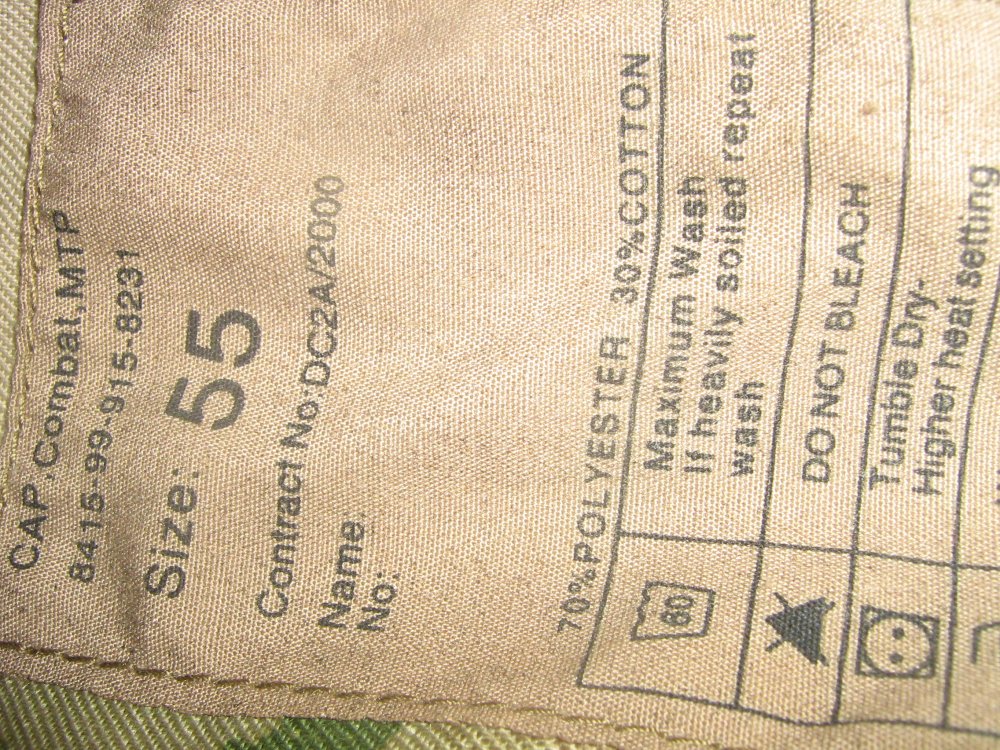 CAP, Combat, MTP
8415-99-915-8231
Size: 55
Contract No.DC2A/2000
Name:
No:
70%POLYESTER 30%COTTON
60
Maximum Wash
If heavily soiled repeat
wash
DO NOT BLEACH
Tumble Dry-
Higher heat setting